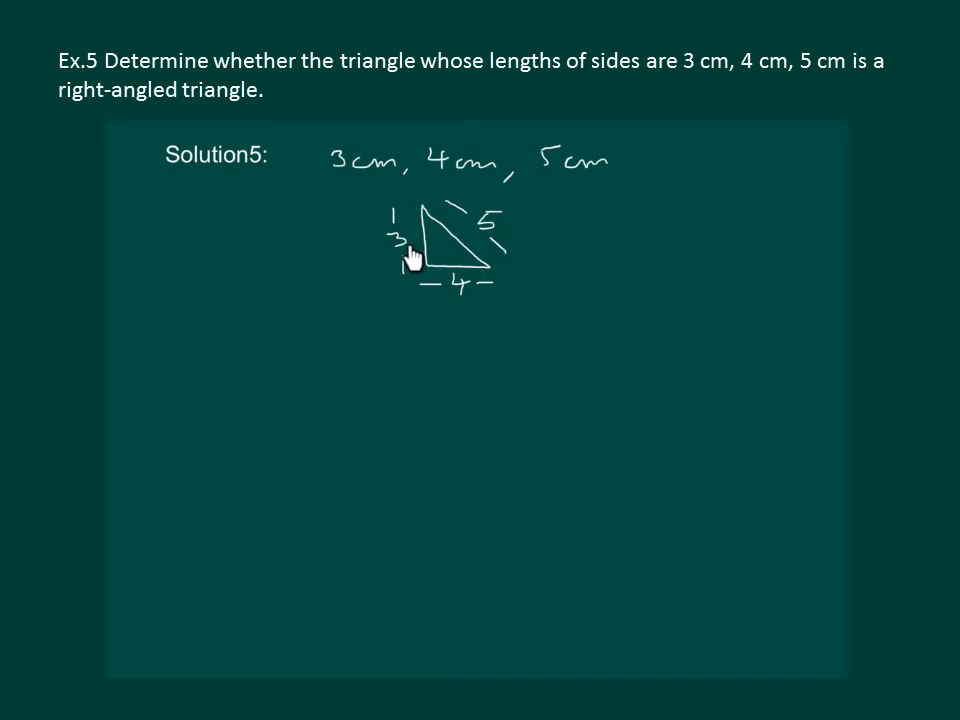 Ex.5 Determine whether the triangle whose lengths of sides are 3 cm, 4 cm, 5 cm is a
right-angled triangle.
Solution5: 3cm, 4cm, 5cm
5
3
4